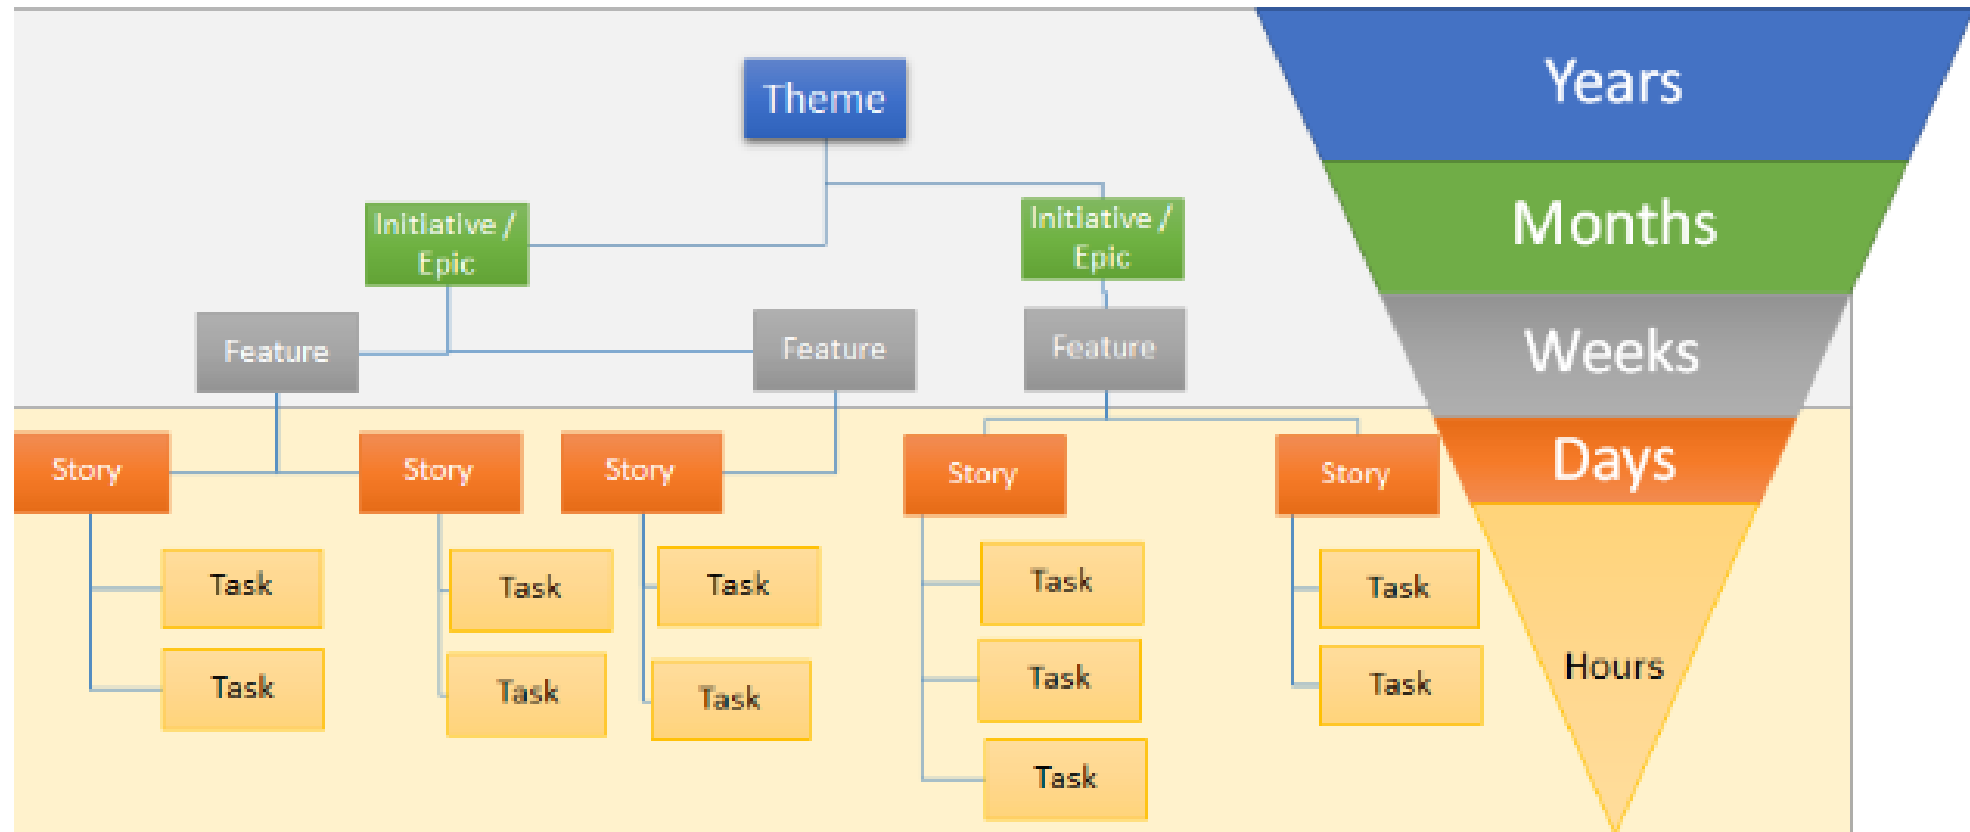 Theme
Years
Initiative /
Epic
Initiative /
Epic
Months
Feature
Feature
Feature
Weeks
Story
Story
Story
Story
Story
Days
Task
Task
Task
Task
Task
Task
Task
Task
Task
Task
Hours
Task